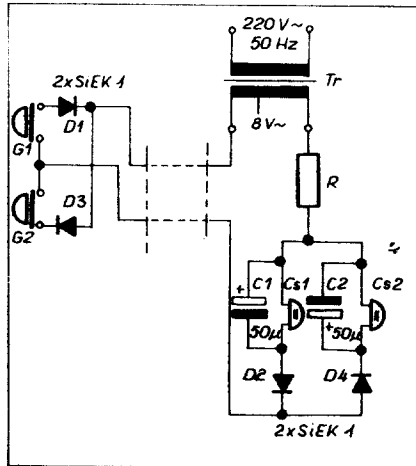 220 V~
50 Hz
Tr
8V~
2xSiEK 1
D1
G1
D3
G2
R
C1
Cs1
C2
Cs2
+
50µ
+50µ
D2
D4
2xSiEK 1